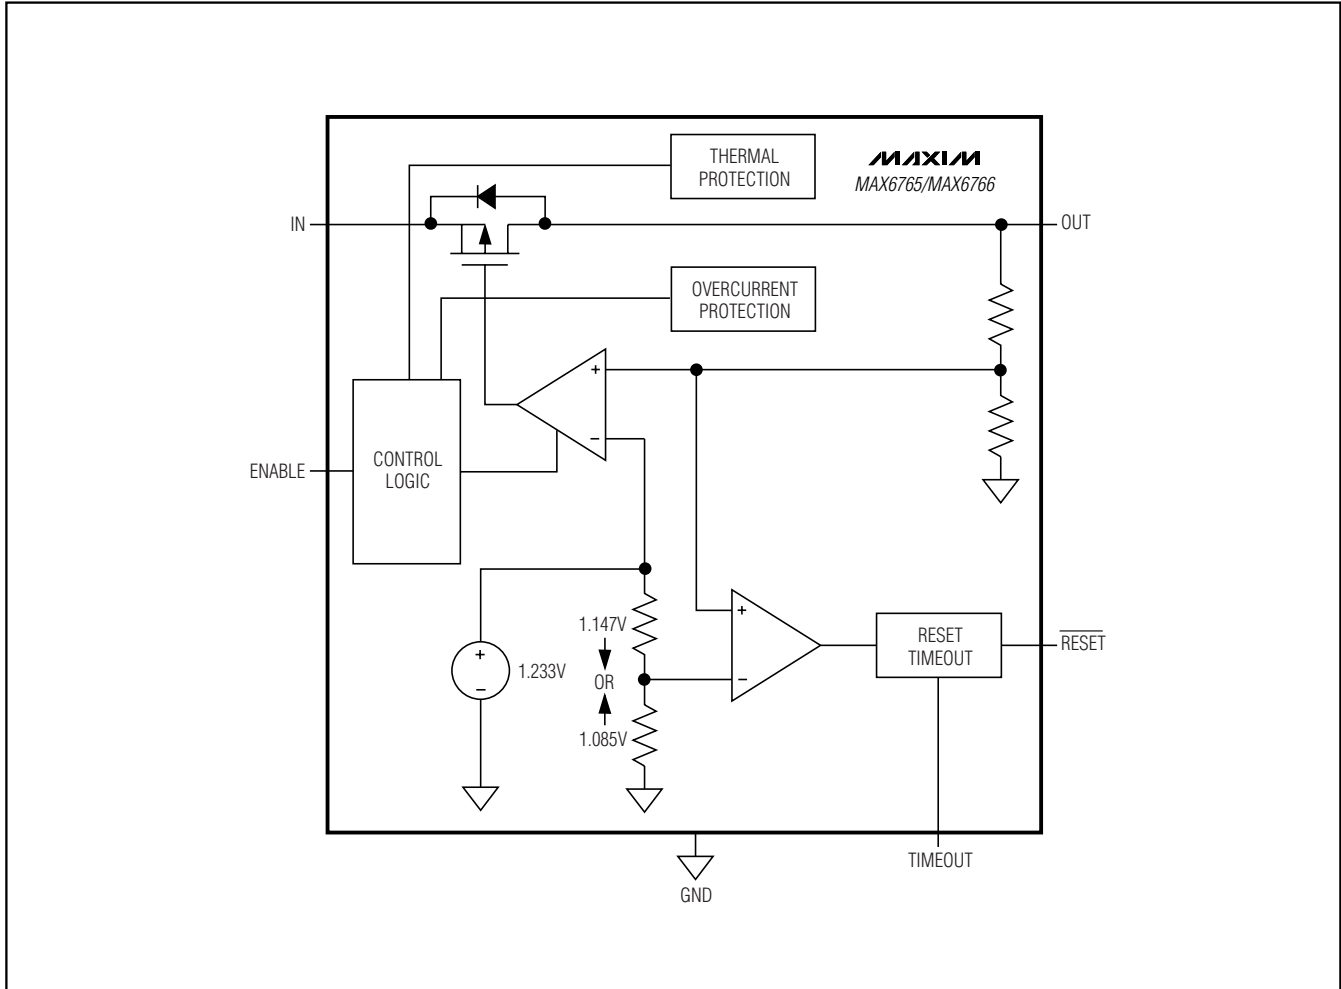 THERMAL
PROTECTION
MAXIM
MAX6765/MAX6766
IN
OUT
OVERCURRENT
PROTECTION
+
−
ENABLE
CONTROL
LOGIC
1.147V
+
−
1.233V
OR
1.085V
+
−
RESET
TIMEOUT
RESET
TIMEOUT
GND